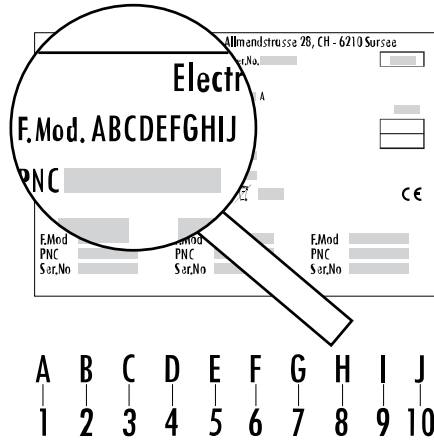 Allmendstrasse 28, CH - 6210 Sursee
Ser.No.
Electr
A
F.Mod. ABCDEFGHIJ
PNC
CE
F.Mod F.Mod F.Mod
PNC PNC PNC
Ser.No Ser.No Ser.No
A B C D E F G H I J
1 2 3 4 5 6 7 8 9 10